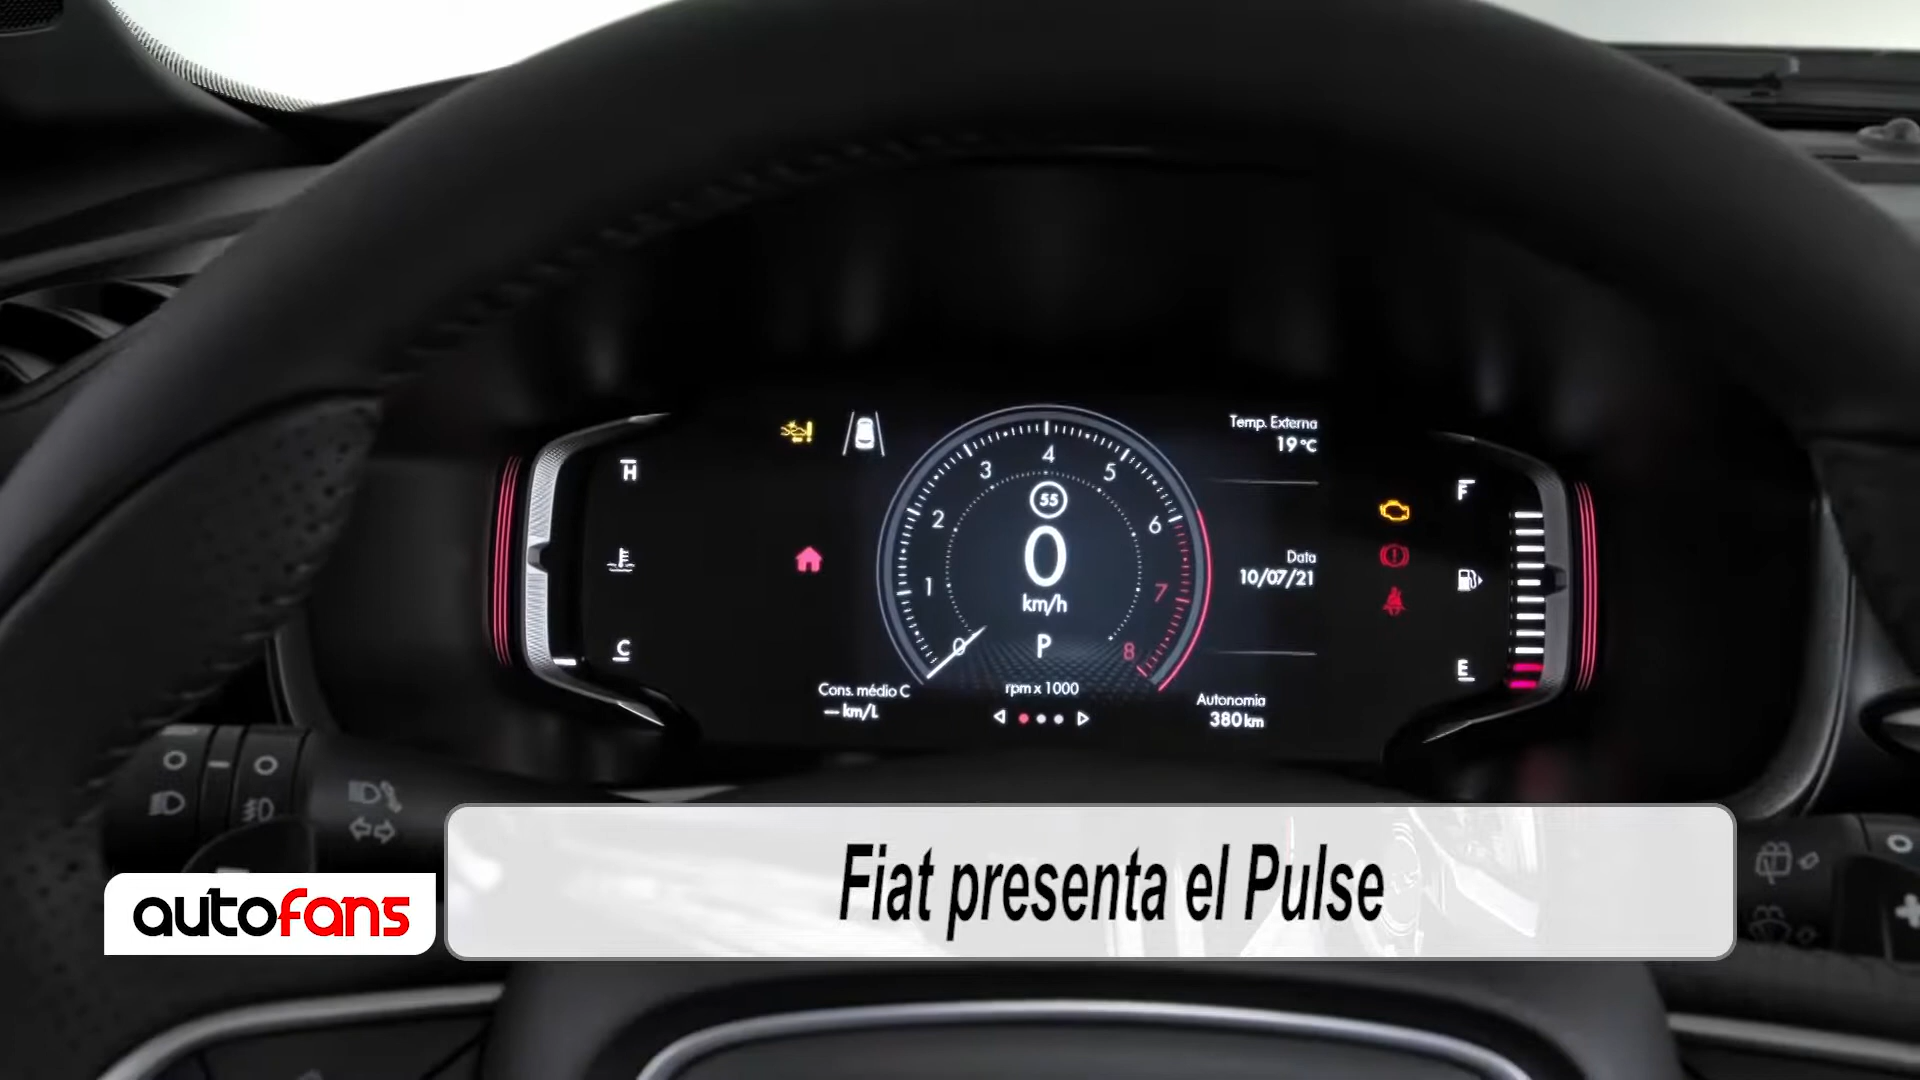 Temp. Externa
19 °C
H
F
3 4 5
55
2 6
0
Data
10/07/21
1 7
km/h
0 P 8
C
E
Cons. médio C
--- km/L
rpm x 1000
Autonomia
380 km
Fiat presenta el Pulse
autofans